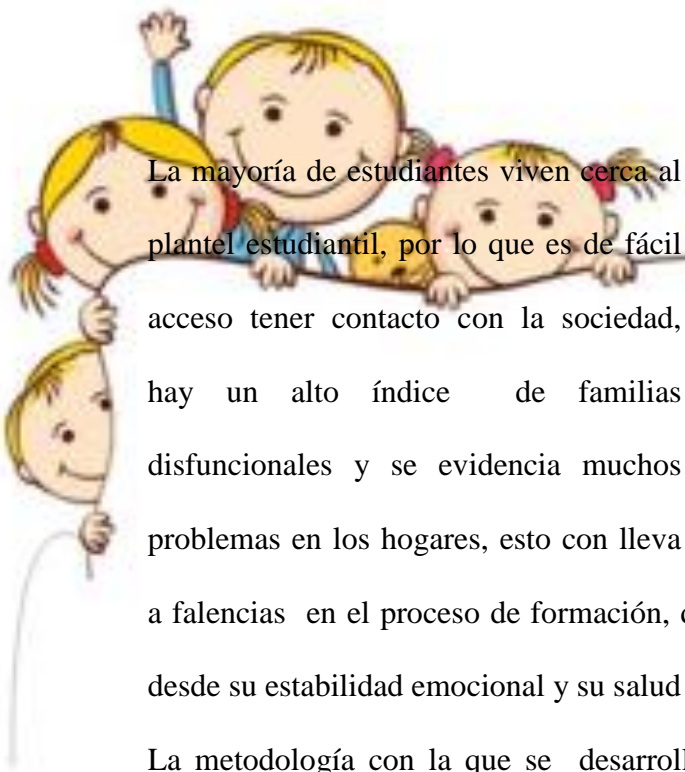 La mayoría de estudiantes viven cerca al
plantel estudiantil, por lo que es de fácil
acceso tener contacto con la sociedad,
hay un alto índice de familias
disfuncionales y se evidencia muchos
problemas en los hogares, esto con lleva
a falencias en el proceso de formación,
desde su estabilidad emocional y su salud
La metodología con la que se